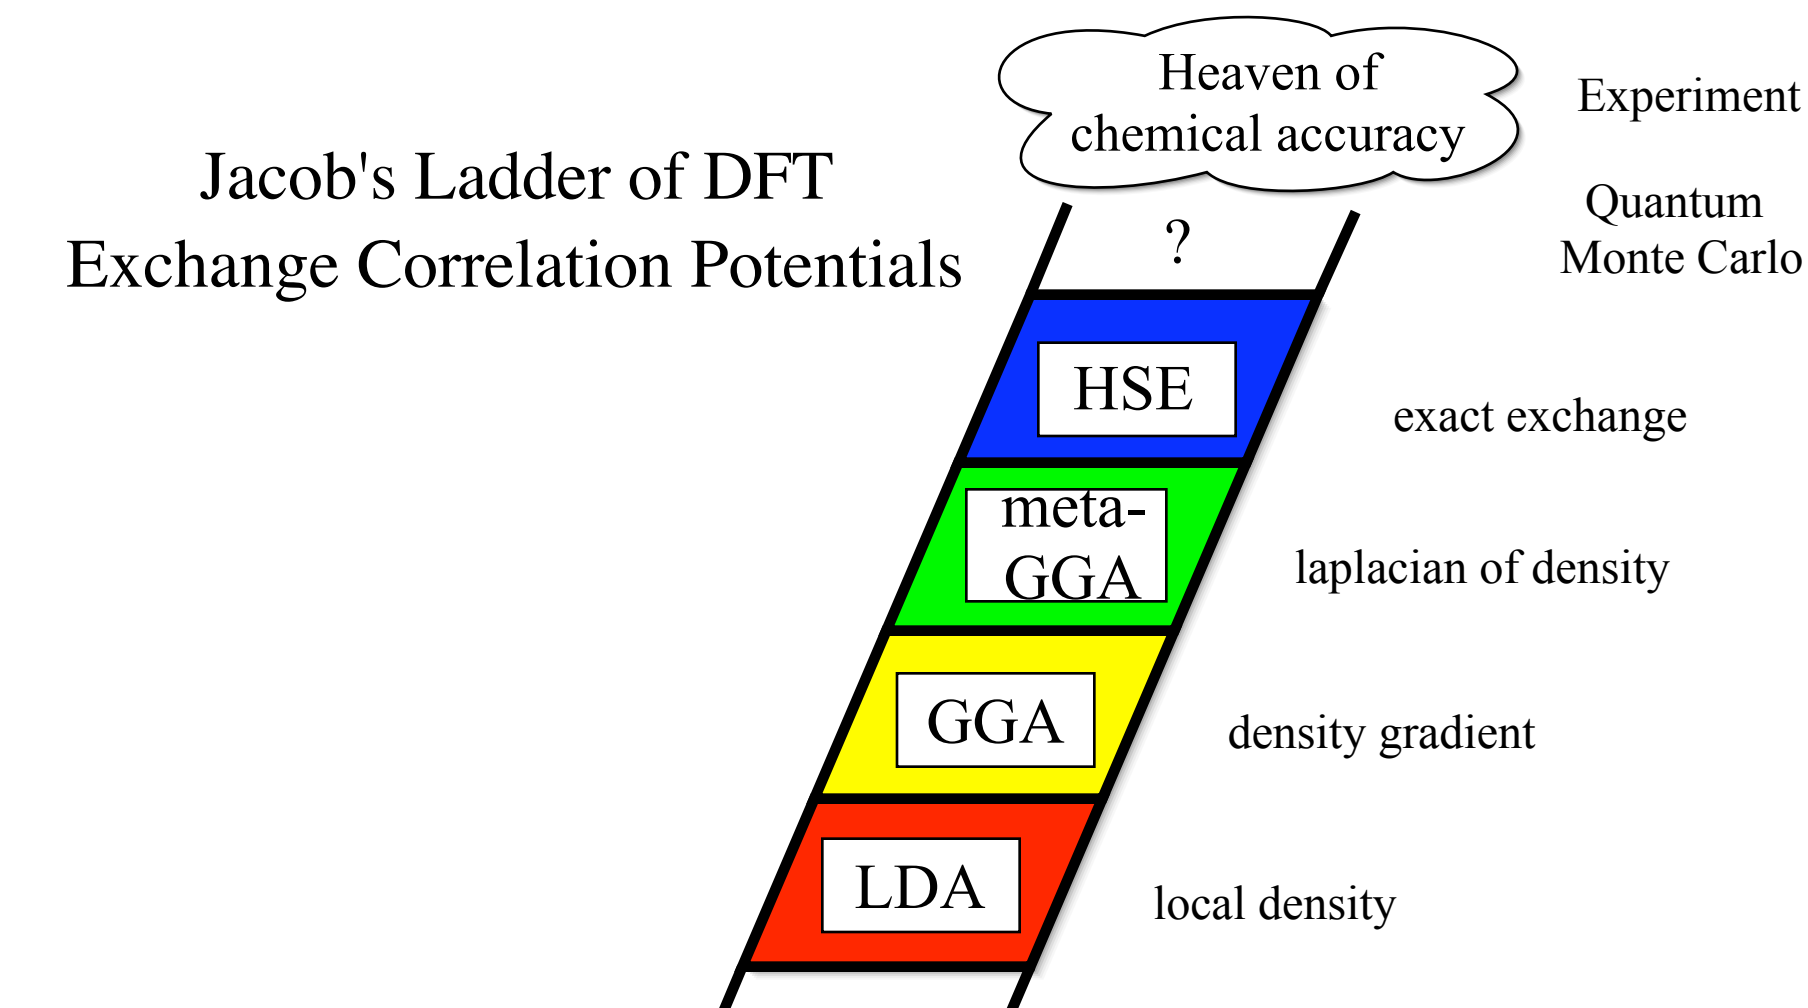 Jacob's Ladder of DFT
Exchange Correlation Potentials
Heaven of
chemical accuracy
Experiment
Quantum
Monte Carlo
?
HSE
exact exchange
meta-
GGA
laplacian of density
GGA
density gradient
LDA
local density